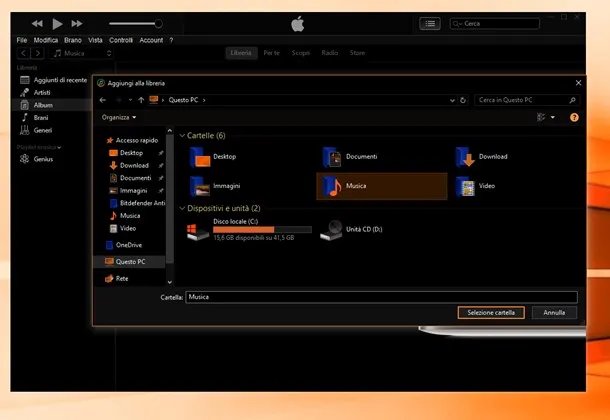 Cerca
File Modifica Brano Vista Controlli Account ?
Musica
Libreria Per te Scopri Radio Store
Libreria
Aggiunti di recente
Artisti
Album
Brani
Generi
Playlist musica
Genius
Aggiungi alla libreria
Questo PC
Cerca in Questo PC
Organizza
Accesso rapido
Desktop
Download
Documenti
Immagini
Bitdefender Anti
Musica
Video
OneDrive
Questo PC
Rete
Cartelle (6)
Desktop
Documenti
Download
Immagini
Musica
Video
Dispositivi e unità (2)
Disco locale (C:)
15,6 GB disponibili su 41,5 GB
Unità CD (D:)
Cartella: Musica
Selezione cartella Annulla